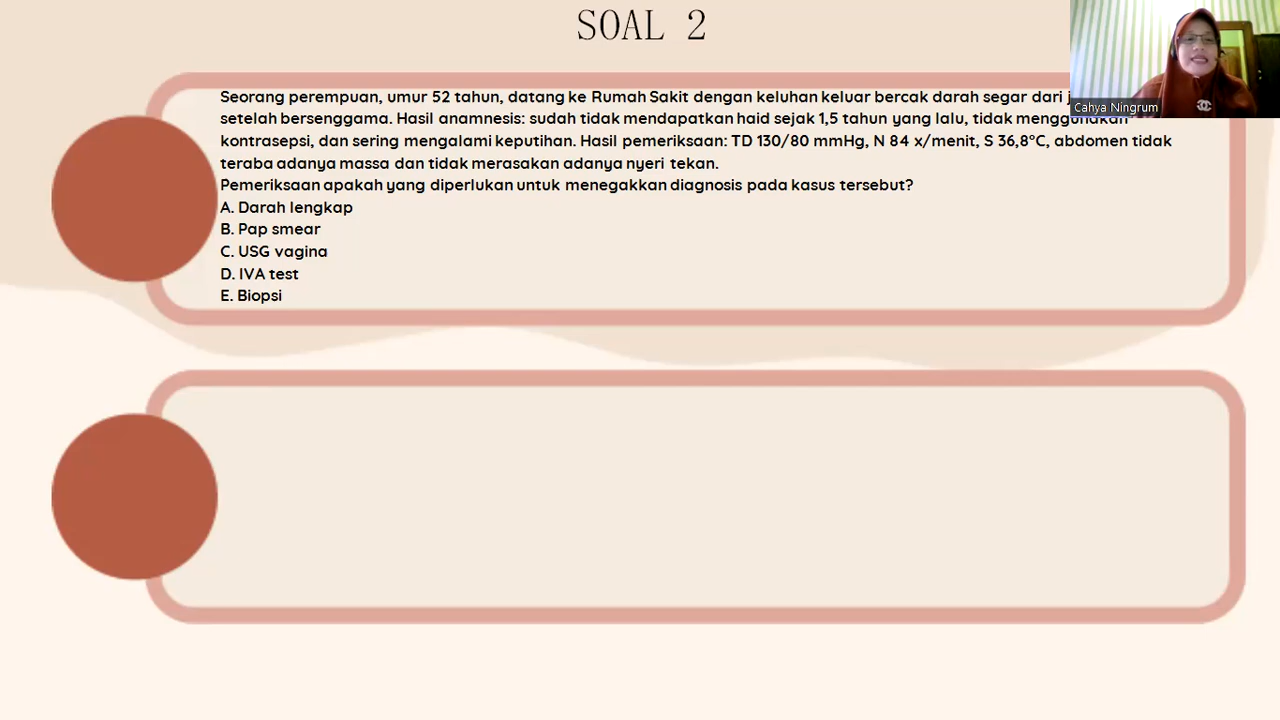 SOAL 2
Seorang perempuan, umur 52 tahun, datang ke Rumah Sakit dengan keluhan keluar bercak darah segar dari
setelah bersenggana. Hasil anamnesis: sudah tidak mendapatkan haid sejak 1,5 tahun yang lalu, tidak menggunakan
kontrasepsi, dan sering mengalami keputihan. Hasil pemeriksaan: TD 130/80 mmHg, N 84 x/menit, S 36,8°C, abdomen tidak
teraba adanya massa dan tidak merasakan adanya nyeri tekan.
Pemeriksaan apakah yang diperlukan untuk menegakkan diagnosis pada kasus tersebut?
A. Darah lengkap
B. Pap smear
C. USG vagina
D. IVA test
E. Biopsi
Cahya Ningrum